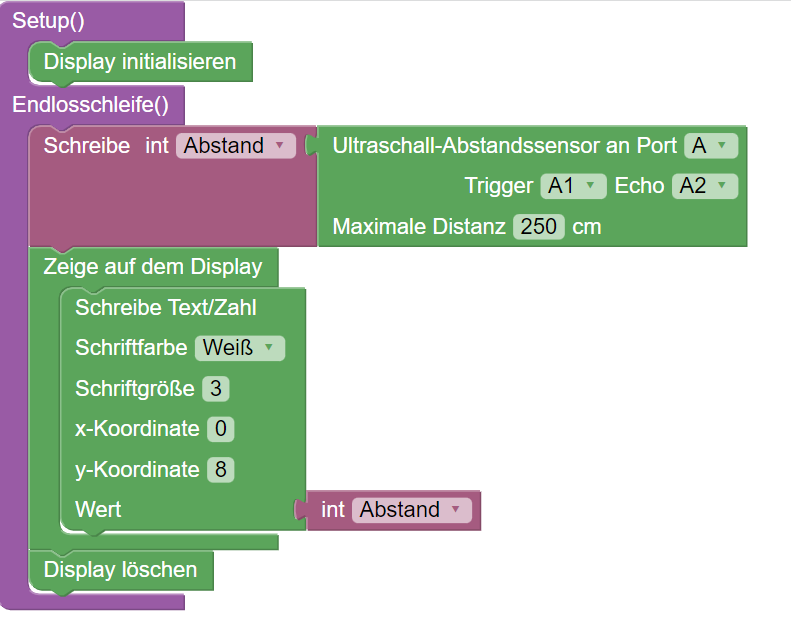 Setup()
Display initialisieren
Endlosschleife()
Schreibe int Abstand Ultraschall-Abstandssensor an Port A
Trigger A1 Echo A2
Maximale Distanz 250 cm
Zeige auf dem Display
Schreibe Text/Zahl
Schriftfarbe Weiß
Schriftgröße 3
x-Koordinate 0
y-Koordinate 8
Wert int Abstand
Display löschen